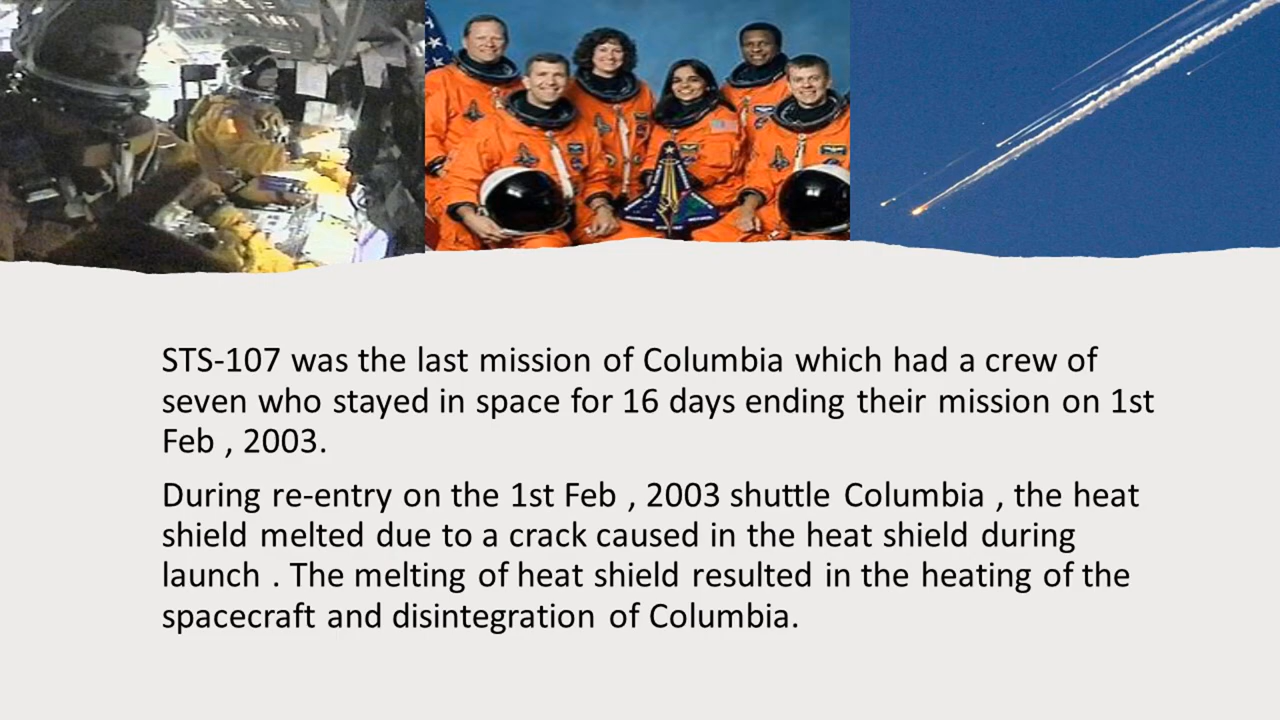 STS-107 was the last mission of Columbia which had a crew of
seven who stayed in space for 16 days ending their mission on 1st
Feb , 2003.
During re-entry on the 1st Feb , 2003 shuttle Columbia , the heat
shield melted due to a crack caused in the heat shield during
launch . The melting of heat shield resulted in the heating of the
spacecraft and disintegration of Columbia.